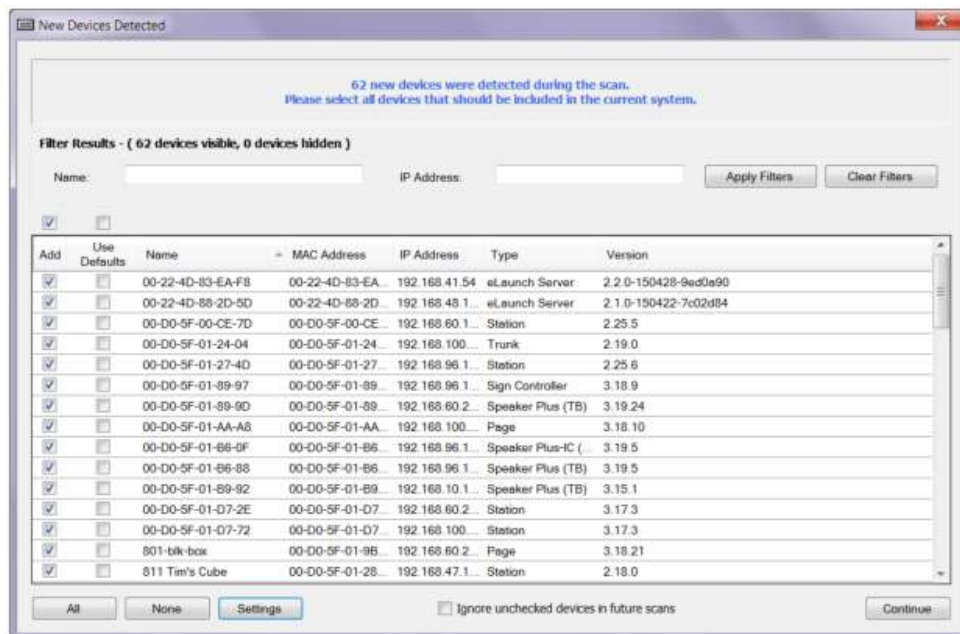 New Devices Detected
62 new devices were detected during the scan.
Please select all devices that should be included in the current system.
Filter Results - ( 62 devices visible, 0 devices hidden )
Name: IP Address: Apply Filters Clear Filters
Add Use Defaults Name MAC Address IP Address Type Version
00-22-4D-83-EA-F8 00-22-4D-83-EA... 192.168.41.54 eLaunch Server 2.2.0-150428-9ed0a90
00-22-4D-88-2D-5D 00-22-4D-88-2D... 192.168.48.1... eLaunch Server 2.1.0-150422-7c02d84
00-D0-5F-00-CE-7D 00-D0-5F-00-CE... 192.168.60.1... Station 2.25.5
00-D0-5F-01-24-04 00-D0-5F-01-24... 192.168.100.... Trunk 2.19.0
00-D0-5F-01-27-4D 00-D0-5F-01-27... 192.168.96.1... Station 2.25.6
00-D0-5F-01-89-97 00-D0-5F-01-89... 192.168.96.1... Sign Controller 3.18.9
00-D0-5F-01-89-9D 00-D0-5F-01-89... 192.168.60.2... Speaker Plus (TB) 3.19.24
00-D0-5F-01-AA-A8 00-D0-5F-01-AA... 192.168.100.... Page 3.18.10
00-D0-5F-01-B6-0F 00-D0-5F-01-B6... 192.168.96.1... Speaker Plus-IC (... 3.19.5
00-D0-5F-01-B6-88 00-D0-5F-01-B6... 192.168.96.1... Speaker Plus (TB) 3.19.5
00-D0-5F-01-B9-92 00-D0-5F-01-B9... 192.168.10.1... Speaker Plus (TB) 3.15.1
00-D0-5F-01-D7-2E 00-D0-5F-01-D7... 192.168.60.2... Station 3.17.3
00-D0-5F-01-D7-72 00-D0-5F-01-D7... 192.168.100.... Station 3.17.3
801-blk-box 00-D0-5F-01-9B... 192.168.60.2... Page 3.18.21
811 Tim's Cube 00-D0-5F-01-28... 192.168.47.1... Station 2.18.0
All None Settings Ignore unchecked devices in future scans Continue